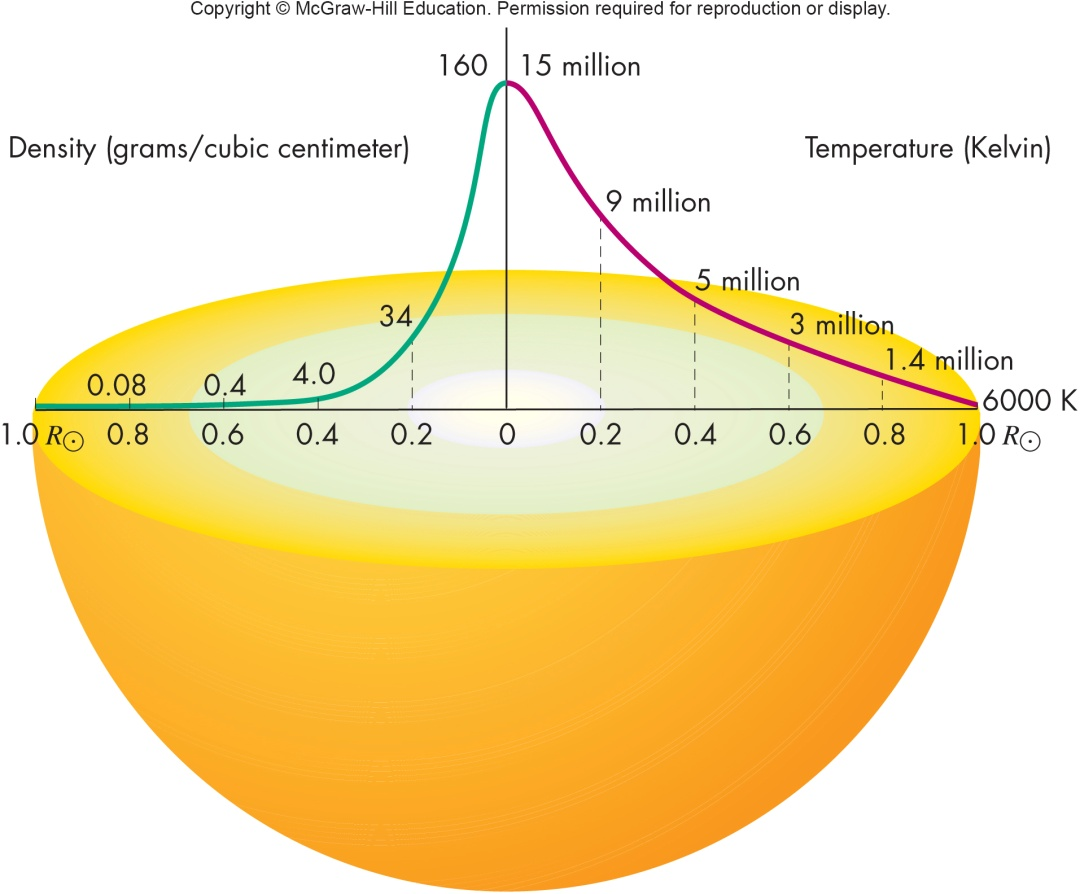 Copyright © McGraw-Hill Education. Permission required for reproduction or display.
160 15 million
Density (grams/cubic centimeter) Temperature (Kelvin)
9 million
5 million
34 3 million
0.08 0.4 4.0 1.4 million
6000 K
1.0 R☉ 0.8 0.6 0.4 0.2 0 0.2 0.4 0.6 0.8 1.0 R☉